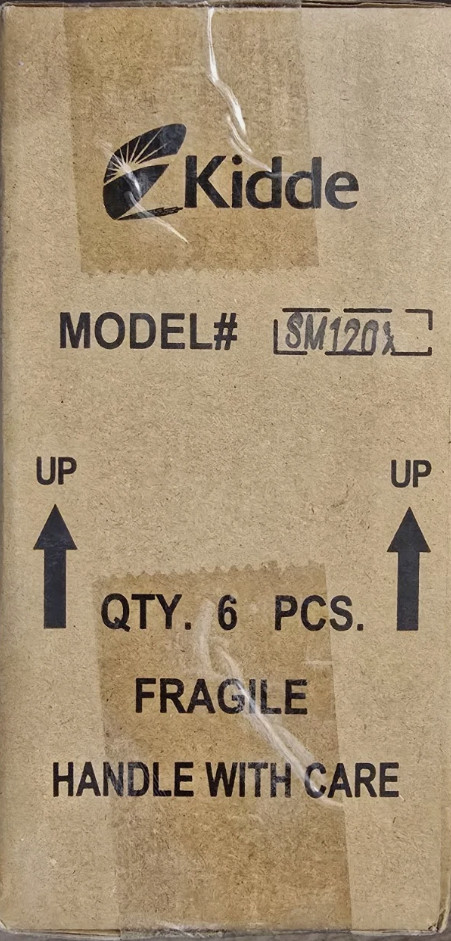 Kidde
MODEL# SM120X
UP UP
QTY. 6 PCS.
FRAGILE
HANDLE WITH CARE